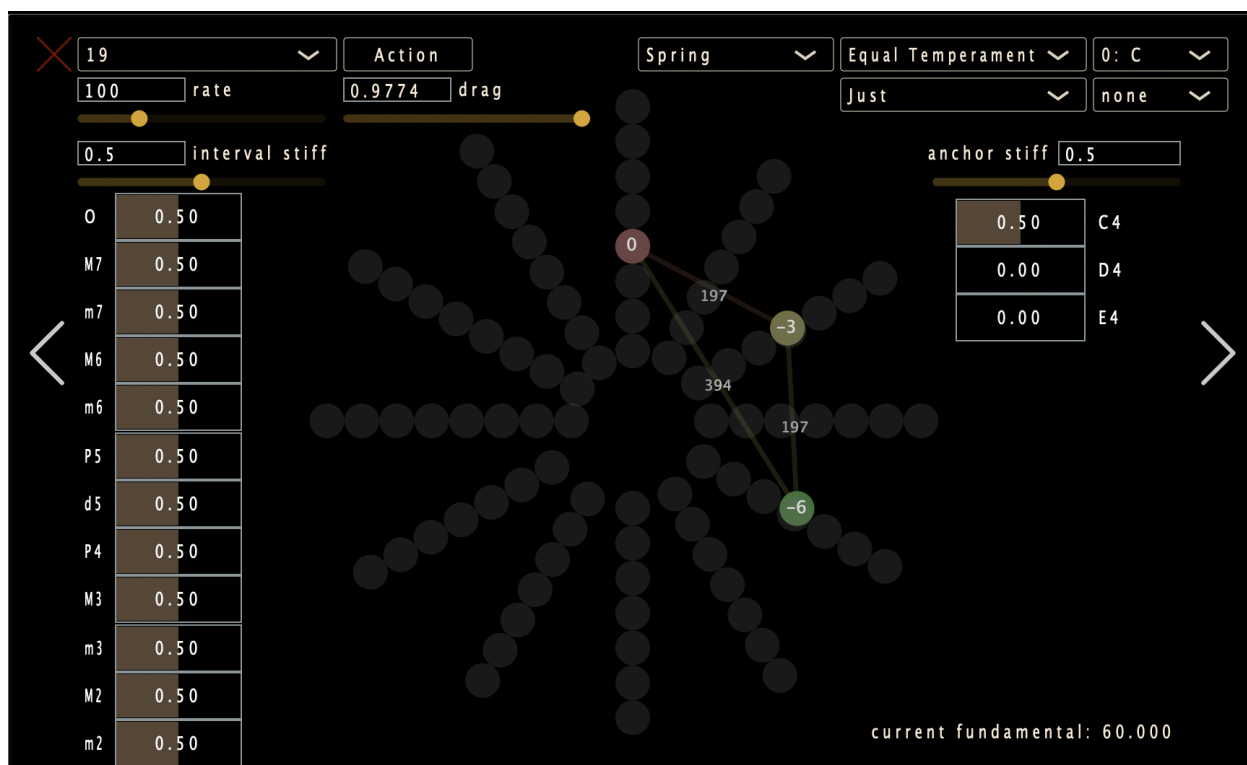 19 Action Spring Equal Temperament 0: C
100 rate 0.9774 drag Just none
0.5 interval stiff anchor stiff 0.5
O 0.50 0.50 C4
M7 0.50 0 0.00 D4
m7 0.50 197 -3 0.00 E4
M6 0.50
m6 0.50 394
P5 0.50 197
d5 0.50 -6
P4 0.50
M3 0.50
m3 0.50
M2 0.50
m2 0.50 current fundamental: 60.000